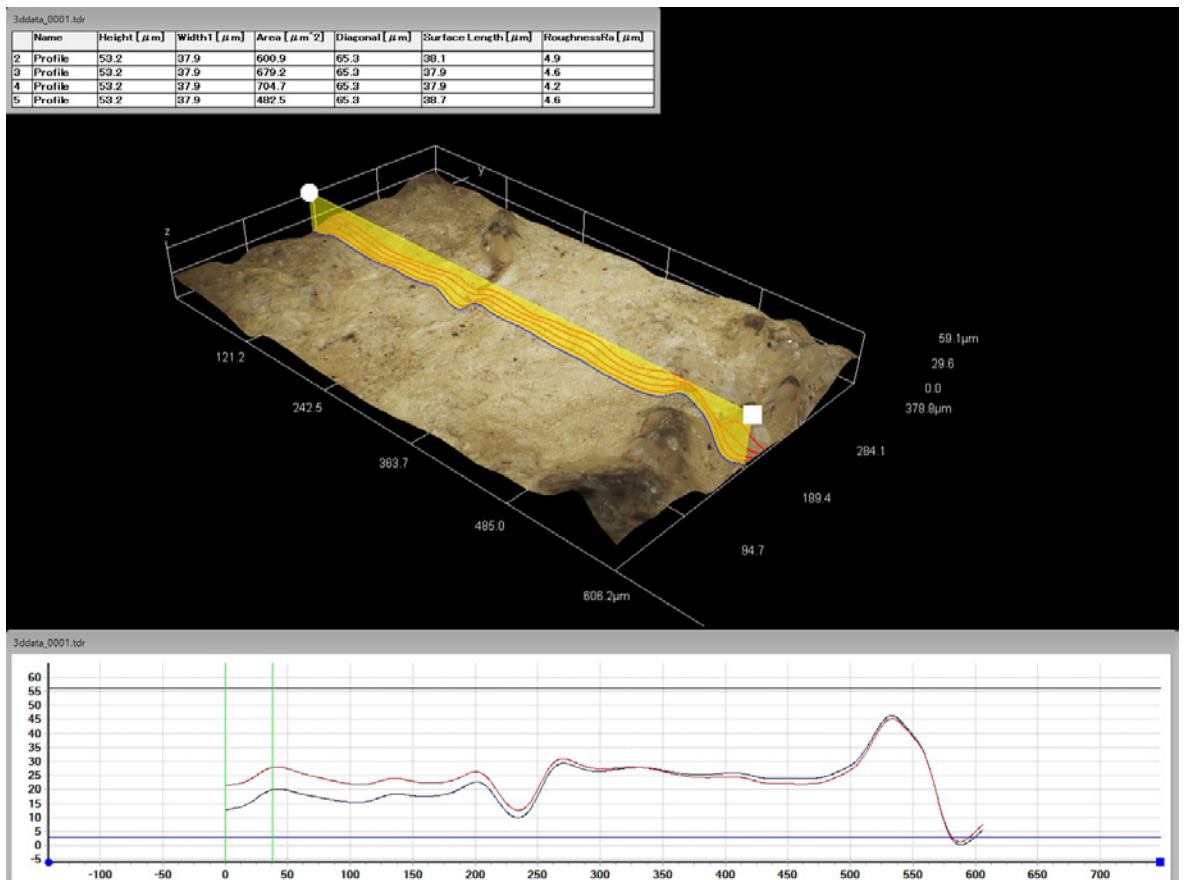 3ddata_0001.tdr
Name Height [μm] Width1 [μm] Area [μm^2] Diagonal [μm] Surface Length [μm] RoughnessRa [μm]
2 Profile 53.2 37.9 600.9 65.3 38.1 4.9
3 Profile 53.2 37.9 679.2 65.3 37.9 4.6
4 Profile 53.2 37.9 704.7 65.3 37.9 4.2
5 Profile 53.2 37.9 482.5 65.3 38.7 4.6
y
z
59.1μm
29.6
0.0
378.8μm
284.1
189.4
94.7
121.2
242.5
363.7
485.0
606.2μm
3ddata_0001.tdr
60
55
50
45
40
35
30
25
20
15
10
5
0
-5
-100 -50 0 50 100 150 200 250 300 350 400 450 500 550 600 650 700